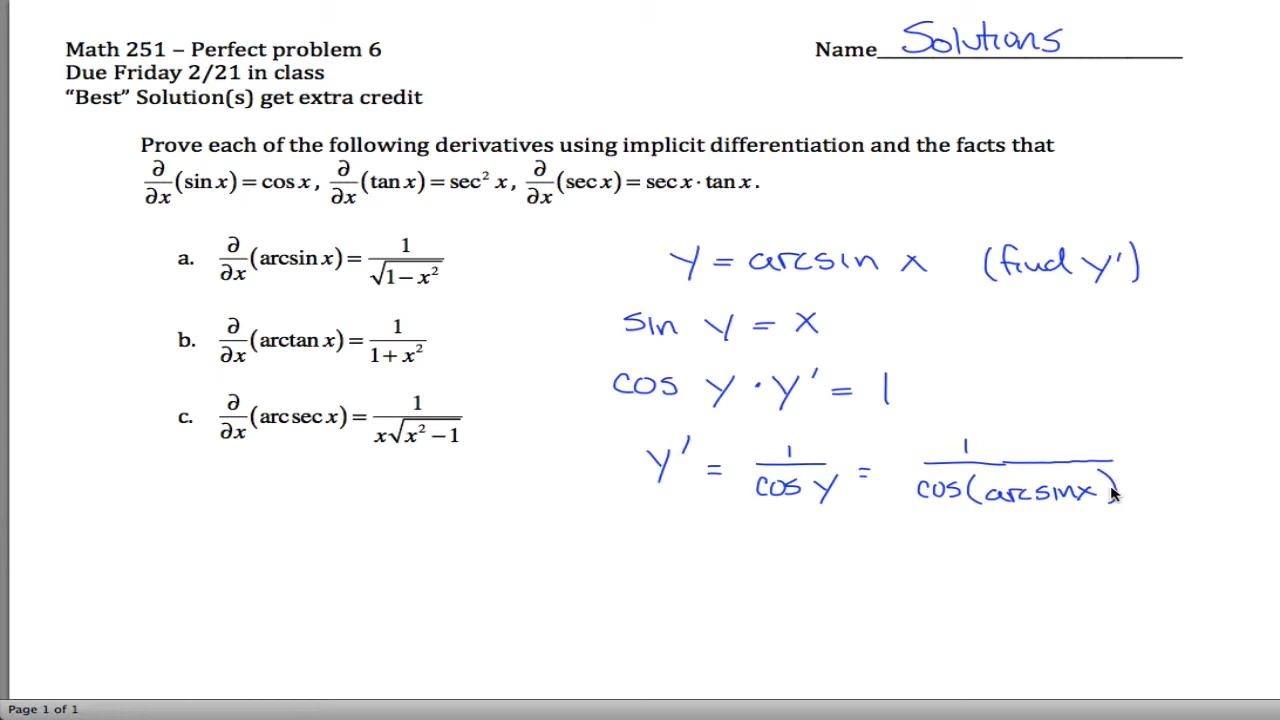 Math 251 – Perfect problem 6
Name Solutions
Due Friday 2/21 in class
“Best” Solution(s) get extra credit
Prove each of the following derivatives using implicit differentiation and the facts that
∂/∂x (sin x) = cos x, ∂/∂x (tan x) = sec² x, ∂/∂x (sec x) = sec x · tan x.
a. ∂/∂x (arcsin x) = 1/√(1 − x²)
y = arcsin x (find y')
sin y = x
b. ∂/∂x (arctan x) = 1/(1 + x²)
cos y · y' = 1
c. ∂/∂x (arc sec x) = 1/(x√(x² − 1))
y' = 1/cos y = 1/cos(arcsinx)
Page 1 of 1